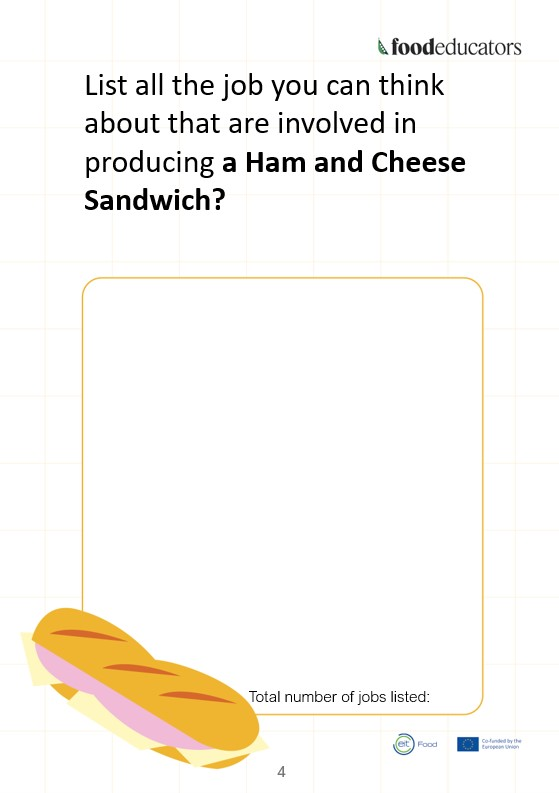 foodeducators
List all the job you can think
about that are involved in
producing a Ham and Cheese
Sandwich?
Total number of jobs listed:
eit Food
Co-funded by the
European Union
4